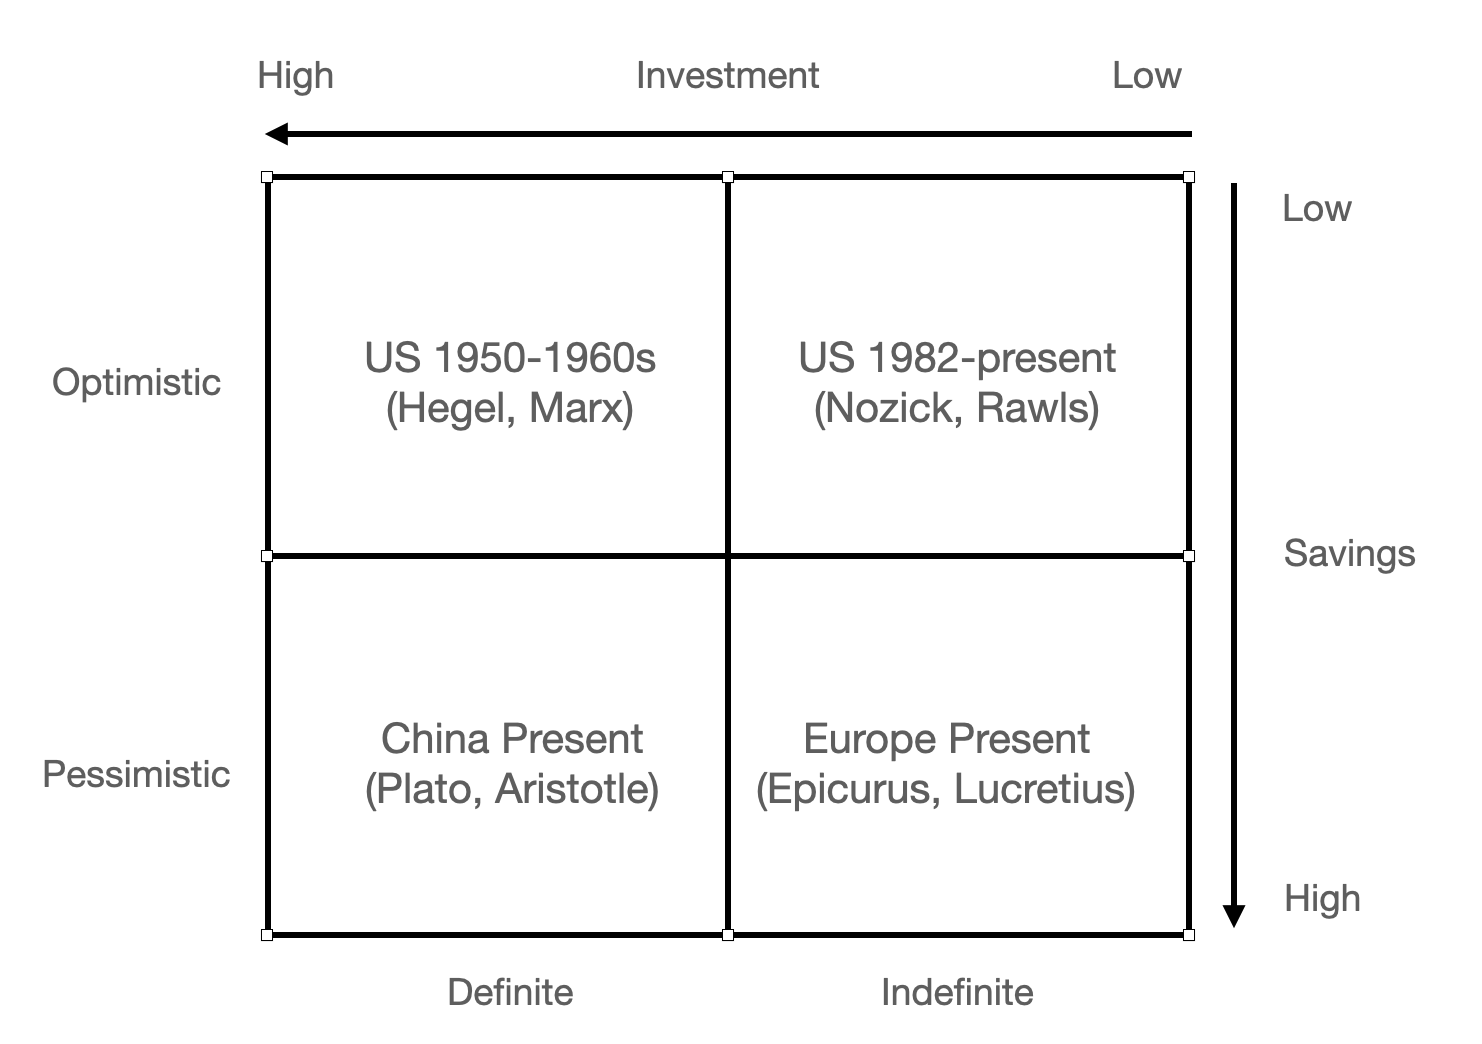 High Investment Low
Low
Optimistic
US 1950-1960s
(Hegel, Marx)
US 1982-present
(Nozick, Rawls)
Savings
Pessimistic
China Present
(Plato, Aristotle)
Europe Present
(Epicurus, Lucretius)
High
Definite Indefinite